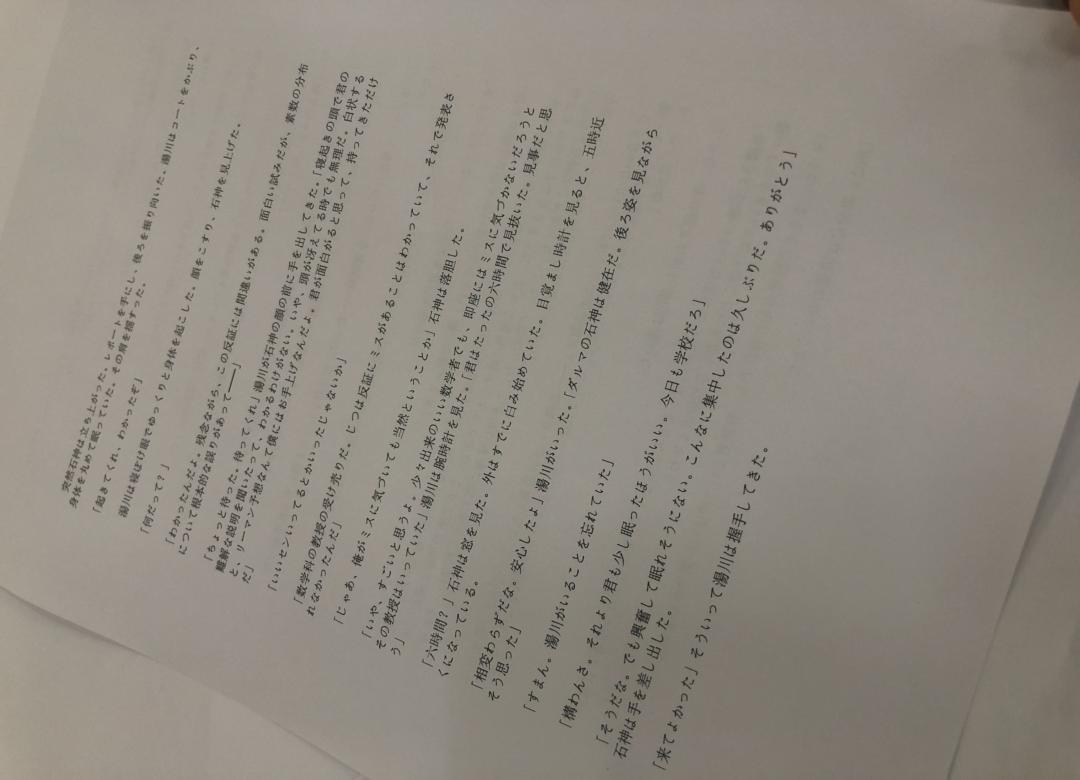 突然石神は立ち上がった。レポートを手にし、後ろを振り向いた。湯川はコートをかぶり、
身体を丸めて眠っていた。その肩を揺すった。
「起きてくれ、わかったぞ」
湯川は寝ぼけ眼でゆっくりと身体を起こした。顔をこすり、石神を見上げた。
「何だって？」
「わかったんだよ。残念ながら、この反証には間違いがある。面白い試みだが、素数の分布
について根本的な誤りがあって――」
「ちょっと待った。待ってくれ」湯川が石神の顔の前に手を出してきた。「寝起きの頭で君の
難解な説明を聞いたって、わかるわけがない。いや、頭が冴えてる時でも無理だ。白状する
と、リーマン予想なんて僕にはお手上げなんだよ。君が面白がると思って、持ってきただけ
だ」
「いいセンいってるとかいったじゃないか」
「数学科の教授の受け売りだ。じつは反証にミスがあることはわかっていて、それで発表さ
れなかったんだ」
「じゃあ、俺がミスに気づいても当然ということか」石神は落胆した。
「いや、すごいと思うよ。少々出来のいい数学者でも、即座にはミスに気づかないだろうと
その教授はいっていた」湯川は腕時計を見た。「君はたったの六時間で見抜いた。見事だと思
う」
「六時間？」石神は窓を見た。外はすでに白み始めていた。目覚まし時計を見ると、五時近
くになっている。
「相変わらずだな。安心したよ」湯川がいった。「ダルマの石神は健在だ。後ろ姿を見ながら
そう思った」
「すまん。湯川がいることを忘れていた」
「構わんさ。それより君も少し眠ったほうがいい。今日も学校だろ」
「そうだな。でも興奮して眠れそうにない。こんなに集中したのは久しぶりだ。ありがとう」
石神は手を差し出した。
「来てよかった」そういって湯川は握手してきた。